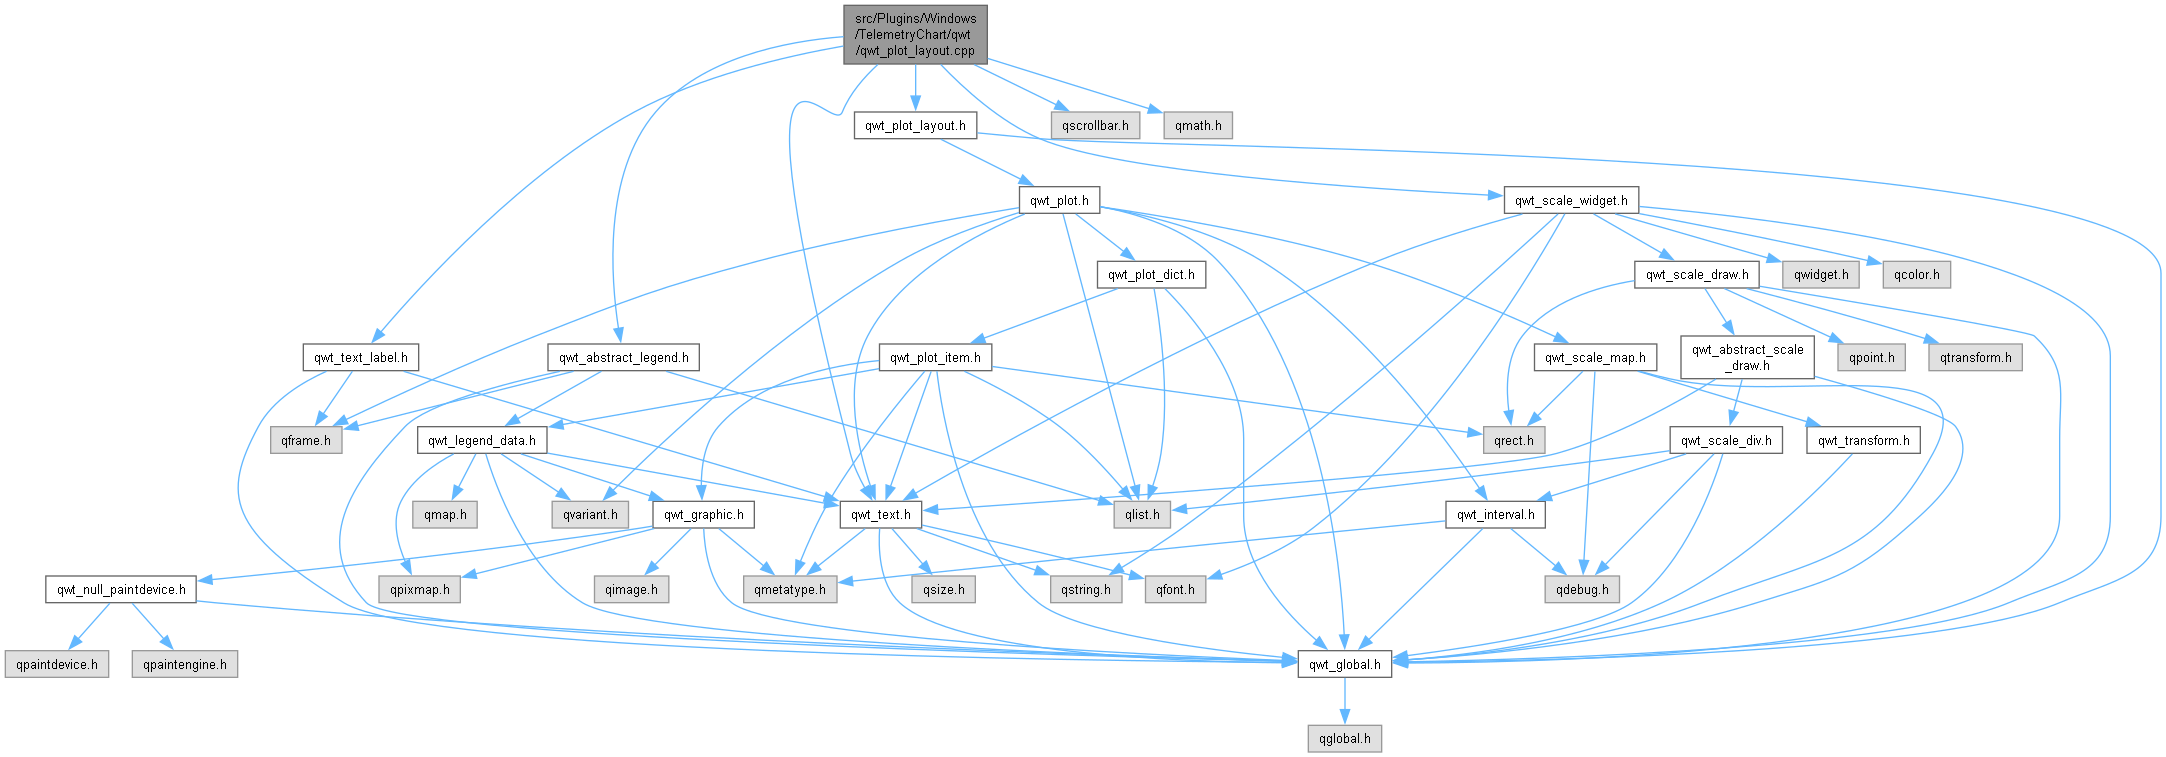 src/Plugins/Windows
/TelemetryChart/qwt
/qwt_plot_layout.cpp
qwt_plot_layout.h
qscrollbar.h
qmath.h
qwt_plot.h
qwt_scale_widget.h
qwt_plot_dict.h
qwt_scale_draw.h
qwidget.h
qcolor.h
qwt_text_label.h
qwt_abstract_legend.h
qwt_plot_item.h
qwt_scale_map.h
qwt_abstract_scale
_draw.h
qpoint.h
qtransform.h
qframe.h
qwt_legend_data.h
qrect.h
qwt_scale_div.h
qwt_transform.h
qmap.h
qvariant.h
qwt_graphic.h
qwt_text.h
qlist.h
qwt_interval.h
qwt_null_paintdevice.h
qpixmap.h
qimage.h
qmetatype.h
qsize.h
qstring.h
qfont.h
qdebug.h
qpaintdevice.h
qpaintengine.h
qwt_global.h
qglobal.h